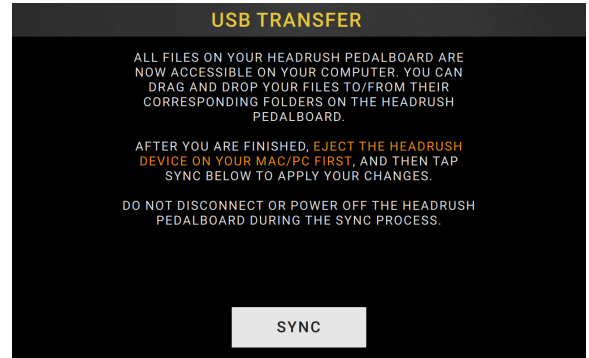 USB TRANSFER
ALL FILES ON YOUR HEADRUSH PEDALBOARD ARE
NOW ACCESSIBLE ON YOUR COMPUTER. YOU CAN
DRAG AND DROP YOUR FILES TO/FROM THEIR
CORRESPONDING FOLDERS ON THE HEADRUSH
PEDALBOARD.
AFTER YOU ARE FINISHED, EJECT THE HEADRUSH
DEVICE ON YOUR MAC/PC FIRST, AND THEN TAP
SYNC BELOW TO APPLY YOUR CHANGES.
DO NOT DISCONNECT OR POWER OFF THE HEADRUSH
PEDALBOARD DURING THE SYNC PROCESS.
SYNC